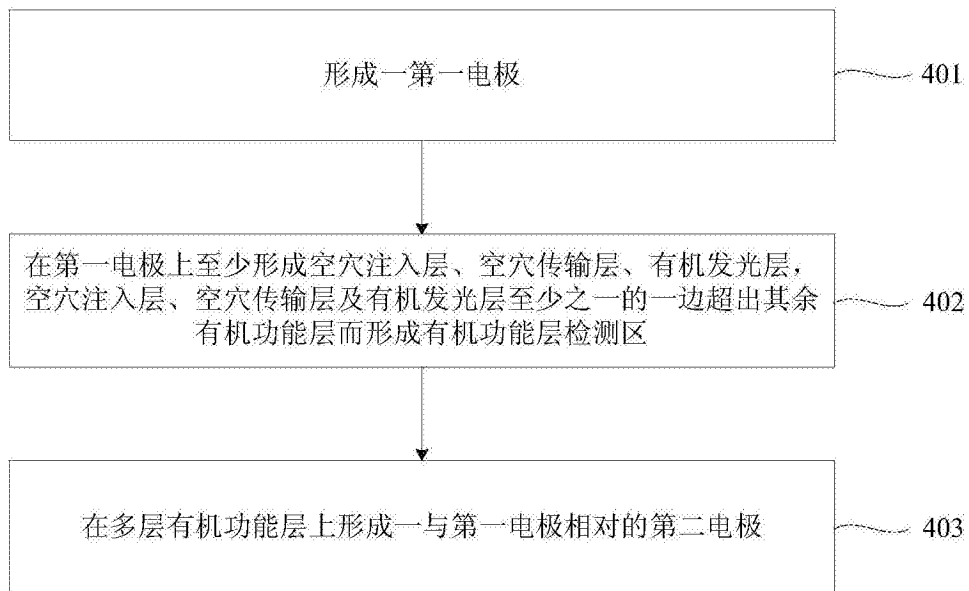 形成一第一电极
401
在第一电极上至少形成空穴注入层、空穴传输层、有机发光层，
空穴注入层、空穴传输层及有机发光层至少之一的一边超出其余
有机功能层而形成有机功能层检测区
402
在多层有机功能层上形成一与第一电极相对的第二电极
403